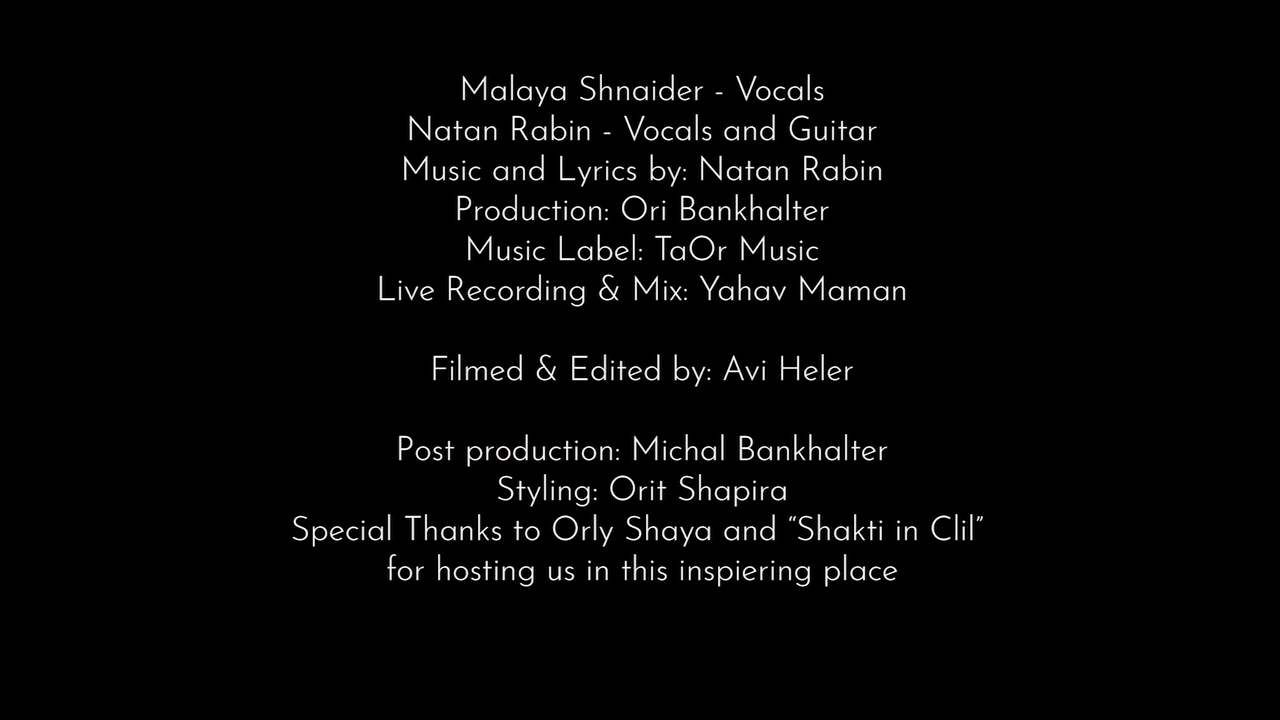 Malaya Shnaider - Vocals
Natan Rabin - Vocals and Guitar
Music and Lyrics by: Natan Rabin
Production: Ori Bankhalter
Music Label: TaOr Music
Live Recording & Mix: Yahav Maman
Filmed & Edited by: Avi Heler
Post production: Michal Bankhalter
Styling: Orit Shapira
Special Thanks to Orly Shaya and “Shakti in Clil”
for hosting us in this inspiering place